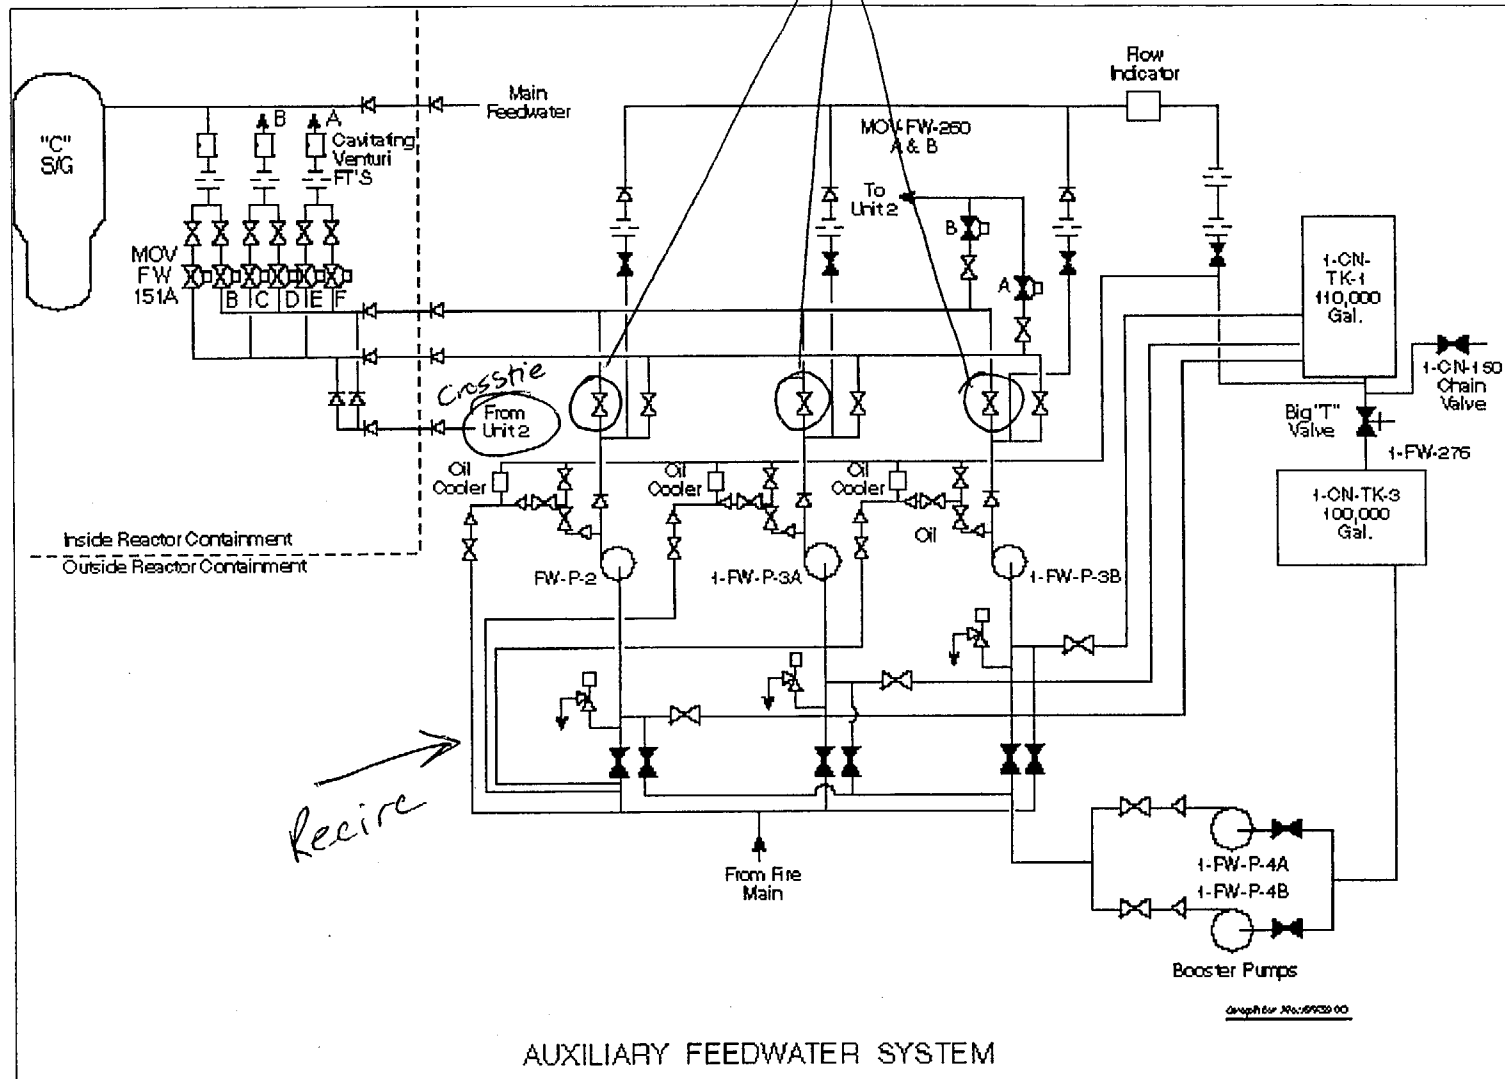 Flow
Indicator
Main
Feedwater
B
A
Cavitating
Venturi
FT'S
"C"
S/G
MOV-FW-260
A & B
To
Unit 2
B
A
MOV
FW
151A
B
C
D
E
F
1-CN-
TK-1
110,000
Gal.
1-CN-150
Chain
Valve
Big "T"
Valve
1-FW-276
1-CN-TK-3
100,000
Gal.
Crosstie
From
Unit 2
Oil
Cooler
Oil
Cooler
Oil
Cooler
Oil
Inside Reactor Containment
Outside Reactor Containment
FW-P-2
1-FW-P-3A
1-FW-P-3B
Recirc
From Fire
Main
1-FW-P-4A
1-FW-P-4B
Booster Pumps
AUXILIARY FEEDWATER SYSTEM